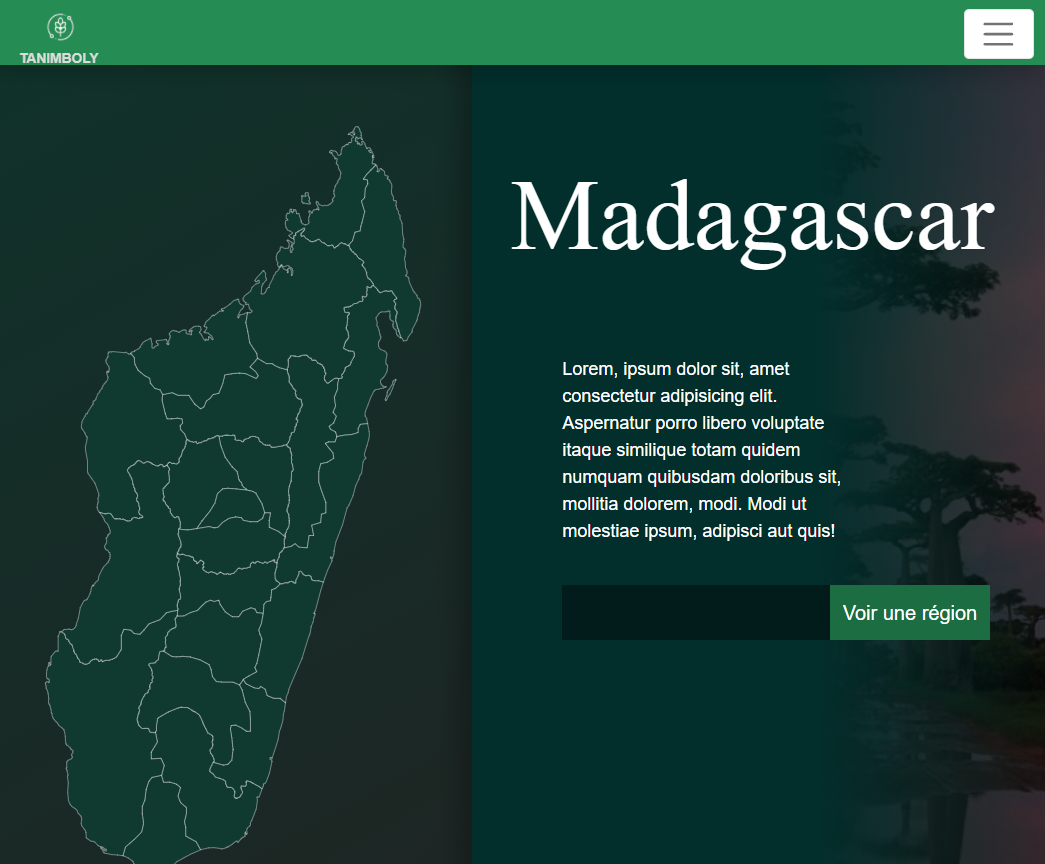 TANIMBOLY
Madagascar
Lorem, ipsum dolor sit, amet
consectetur adipisicing elit.
Aspernatur porro libero voluptate
itaque similique totam quidem
numquam quibusdam doloribus sit,
mollitia dolorem, modi. Modi ut
molestiae ipsum, adipisci aut quis!
Voir une région